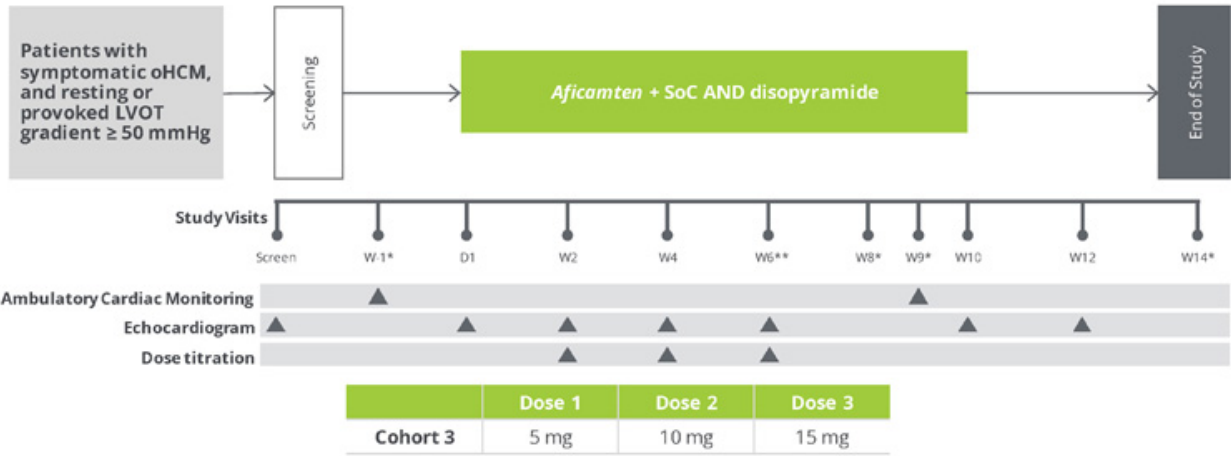 Patients with
symptomatic oHCM,
and resting or
provoked LVOT
gradient ≥ 50 mmHg
Screening
Aficamten + SoC AND disopyramide
End of Study
Study Visits
Screen W-1* D1 W2 W4 W6** W8* W9* W10 W12 W14*
Ambulatory Cardiac Monitoring
Echocardiogram
Dose titration
Dose 1 Dose 2 Dose 3
Cohort 3 5 mg 10 mg 15 mg